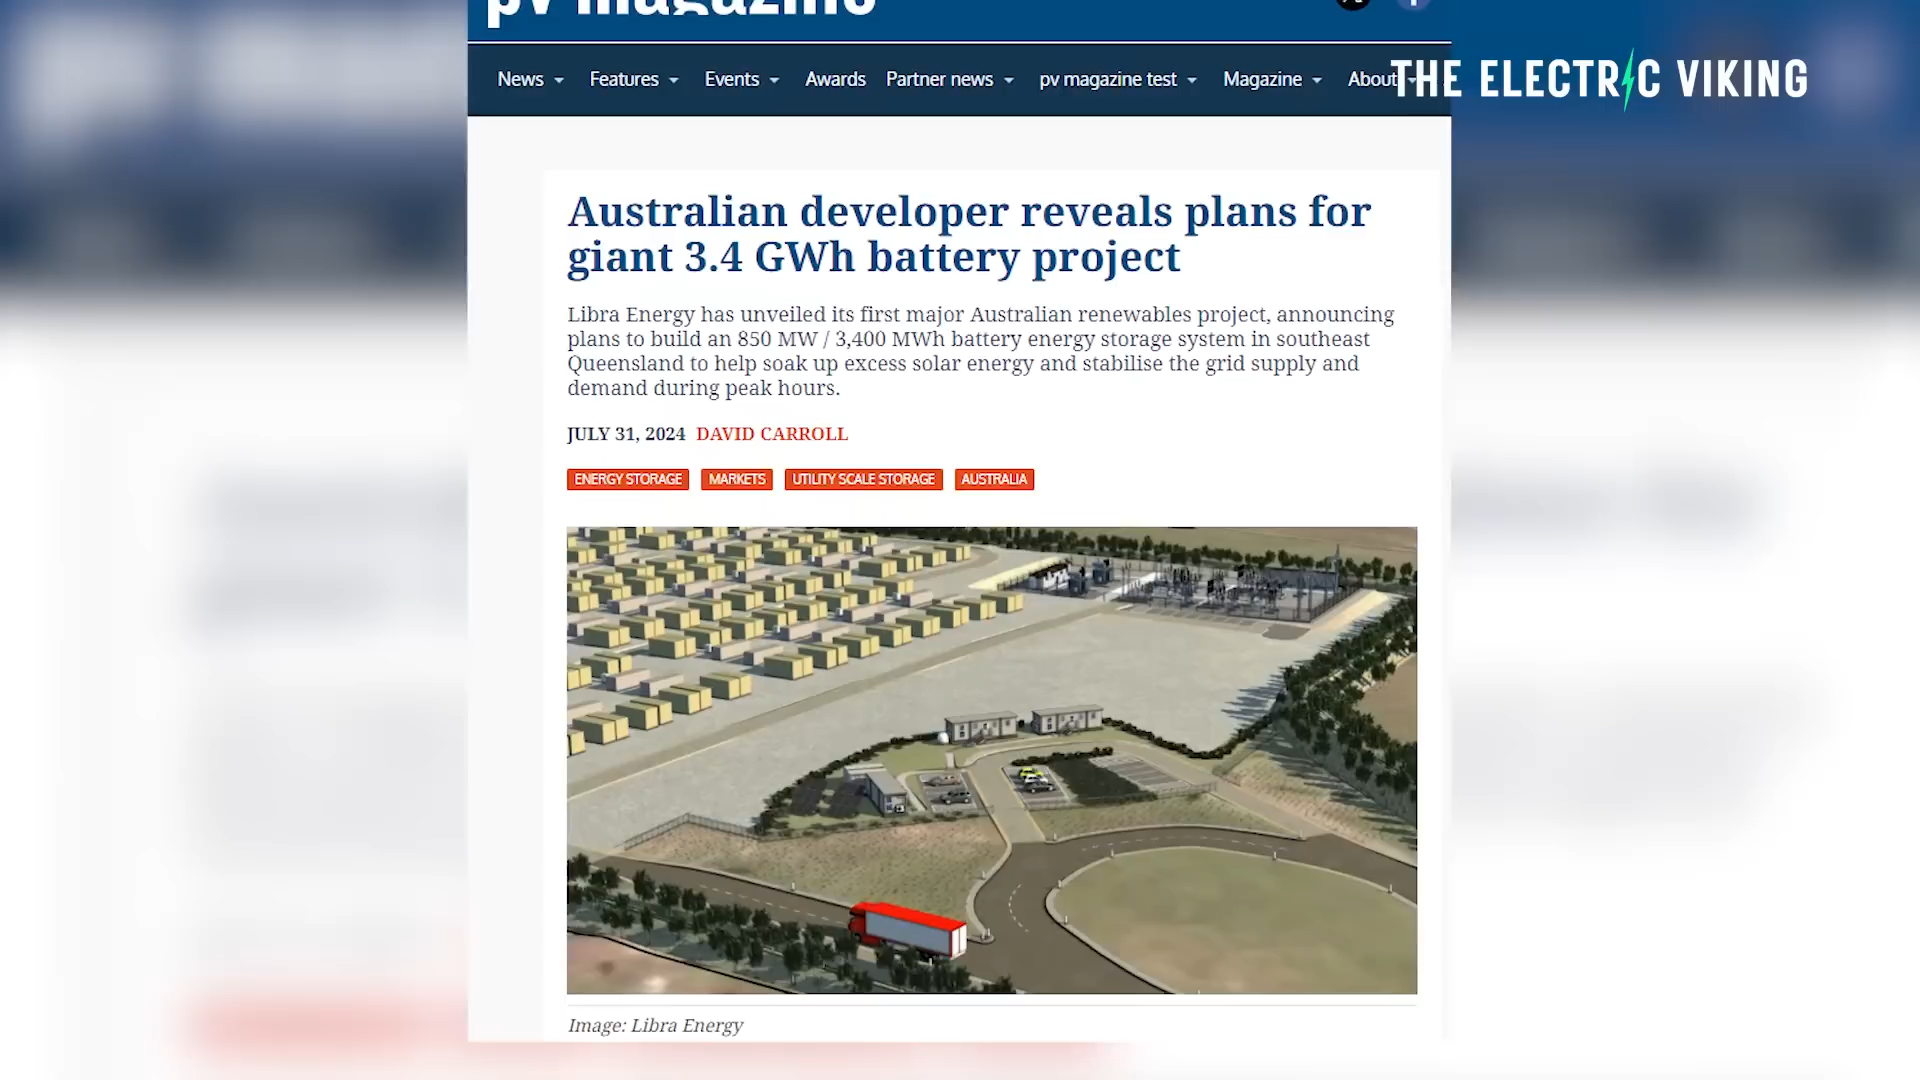 pv magazine
THE ELECTRIC VIKING
News Features Events Awards Partner news pv magazine test Magazine About
Australian developer reveals plans for
giant 3.4 GWh battery project
Libra Energy has unveiled its first major Australian renewables project, announcing
plans to build an 850 MW / 3,400 MWh battery energy storage system in southeast
Queensland to help soak up excess solar energy and stabilise the grid supply and
demand during peak hours.
JULY 31, 2024 DAVID CARROLL
ENERGY STORAGE MARKETS UTILITY SCALE STORAGE AUSTRALIA
Image: Libra Energy